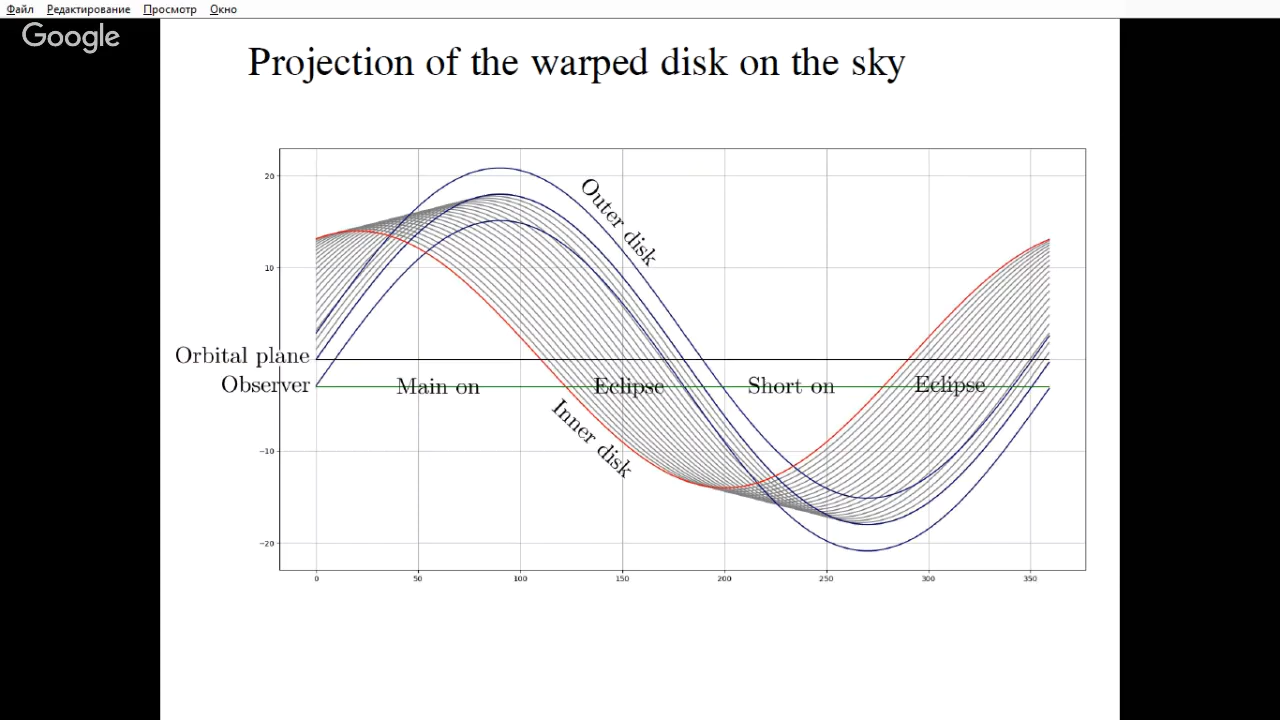 Файл Редактирование Просмотр Окно
Google
Projection of the warped disk on the sky
Outer disk
20
10
Orbital plane
Observer
Main on
Eclipse
Short on
Eclipse
Inner disk
−10
−20
0 50 100 150 200 250 300 350